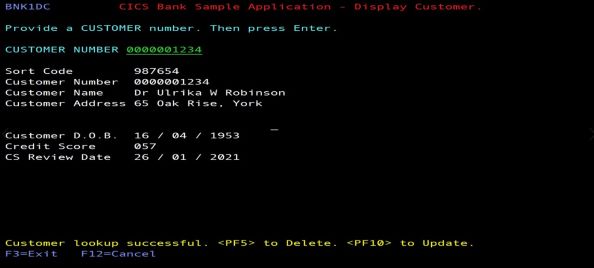 BNK1DC CICS Bank Sample Application - Display Customer.
Provide a CUSTOMER number. Then press Enter.
CUSTOMER NUMBER 0000001234
Sort Code 987654
Customer Number 0000001234
Customer Name Dr Ulrika W Robinson
Customer Address 65 Oak Rise, York
Customer D.O.B. 16 / 04 / 1953
Credit Score 057
CS Review Date 26 / 01 / 2021
Customer lookup successful. <PF5> to Delete. <PF10> to Update.
F3=Exit F12=Cancel